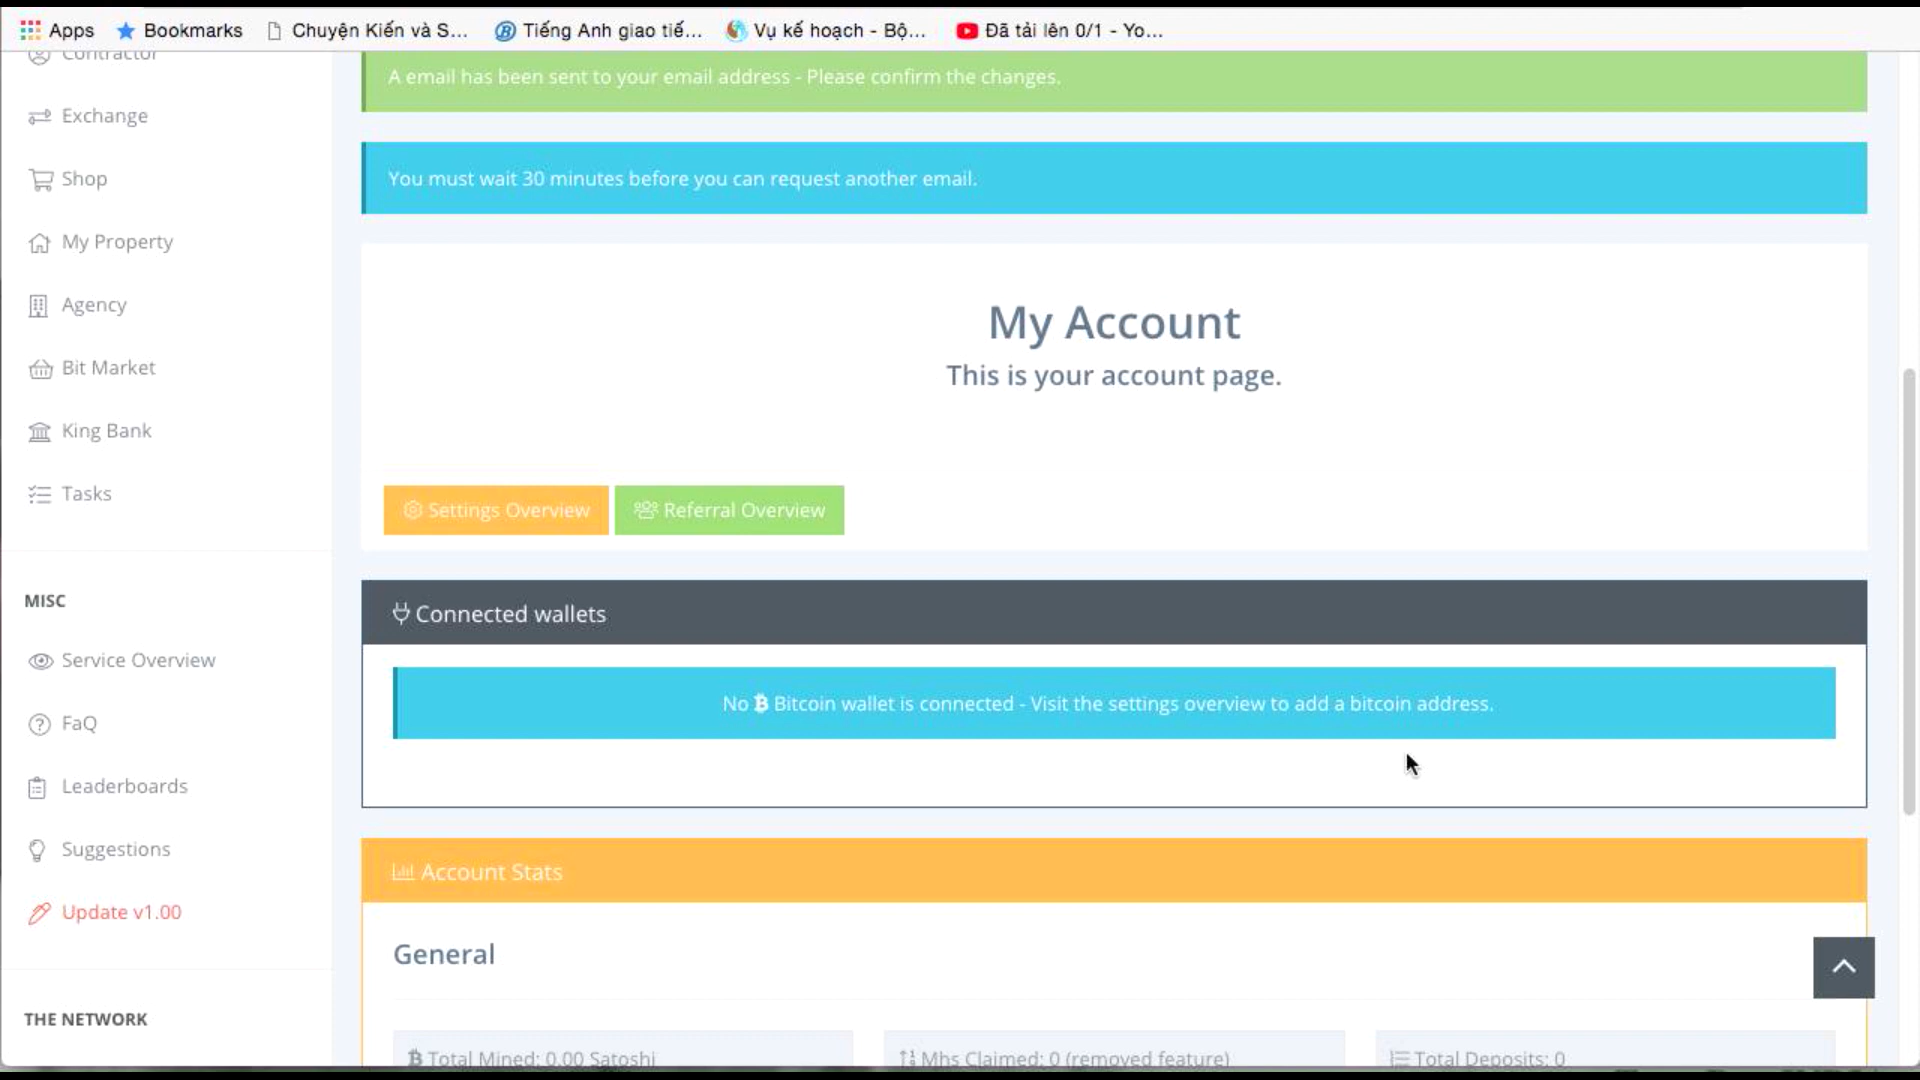 Apps Bookmarks Chuyện Kiến và S... Tiếng Anh giao tiế... Vụ kế hoạch - Bộ... Đã tải lên 0/1 - Yo...
Contractor
Exchange
Shop
My Property
Agency
Bit Market
King Bank
Tasks
MISC
Service Overview
FaQ
Leaderboards
Suggestions
Update v1.00
THE NETWORK
A email has been sent to your email address - Please confirm the changes.
You must wait 30 minutes before you can request another email.
My Account
This is your account page.
Settings Overview Referral Overview
Connected wallets
No Bitcoin wallet is connected - Visit the settings overview to add a bitcoin address.
Account Stats
General
Total Mined: 0.00 Satoshi Mhs Claimed: 0 (removed feature) Total Deposits: 0